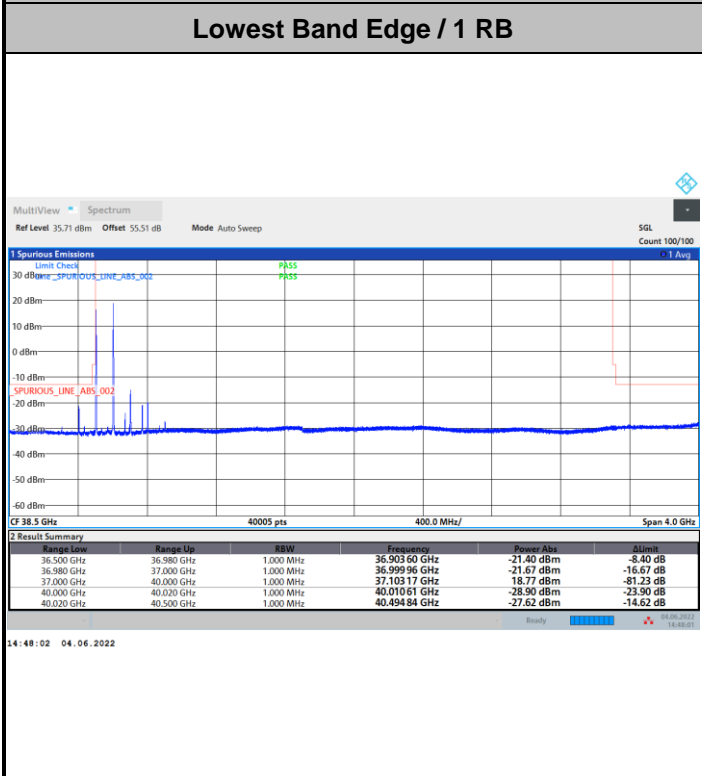 Lowest Band Edge / 1 RB
MultiView Spectrum
Ref Level 35.71 dBm Offset 55.51 dB Mode Auto Sweep SGL
Count 100/100
1 Spurious Emissions 1 Avg
Limit Check PASS
30 dBm Line _SPURIOUS_LINE_ABS_002 PASS
20 dBm
10 dBm
0 dBm
-10 dBm
_SPURIOUS_LINE_ABS_002
-20 dBm
-30 dBm
-40 dBm
-50 dBm
-60 dBm
CF 38.5 GHz 40005 pts 400.0 MHz/ Span 4.0 GHz
2 Result Summary
Range Low Range Up RBW Frequency Power Abs ΔLimit
36.500 GHz 36.980 GHz 1.000 MHz 36.903 60 GHz -21.40 dBm -8.40 dB
36.980 GHz 37.000 GHz 1.000 MHz 36.999 96 GHz -21.67 dBm -16.67 dB
37.000 GHz 40.000 GHz 1.000 MHz 37.103 17 GHz 18.77 dBm -81.23 dB
40.000 GHz 40.020 GHz 1.000 MHz 40.010 61 GHz -28.90 dBm -23.90 dB
40.020 GHz 40.500 GHz 1.000 MHz 40.494 84 GHz -27.62 dBm -14.62 dB
Ready 04.06.2022
14:48:01
14:48:02 04.06.2022